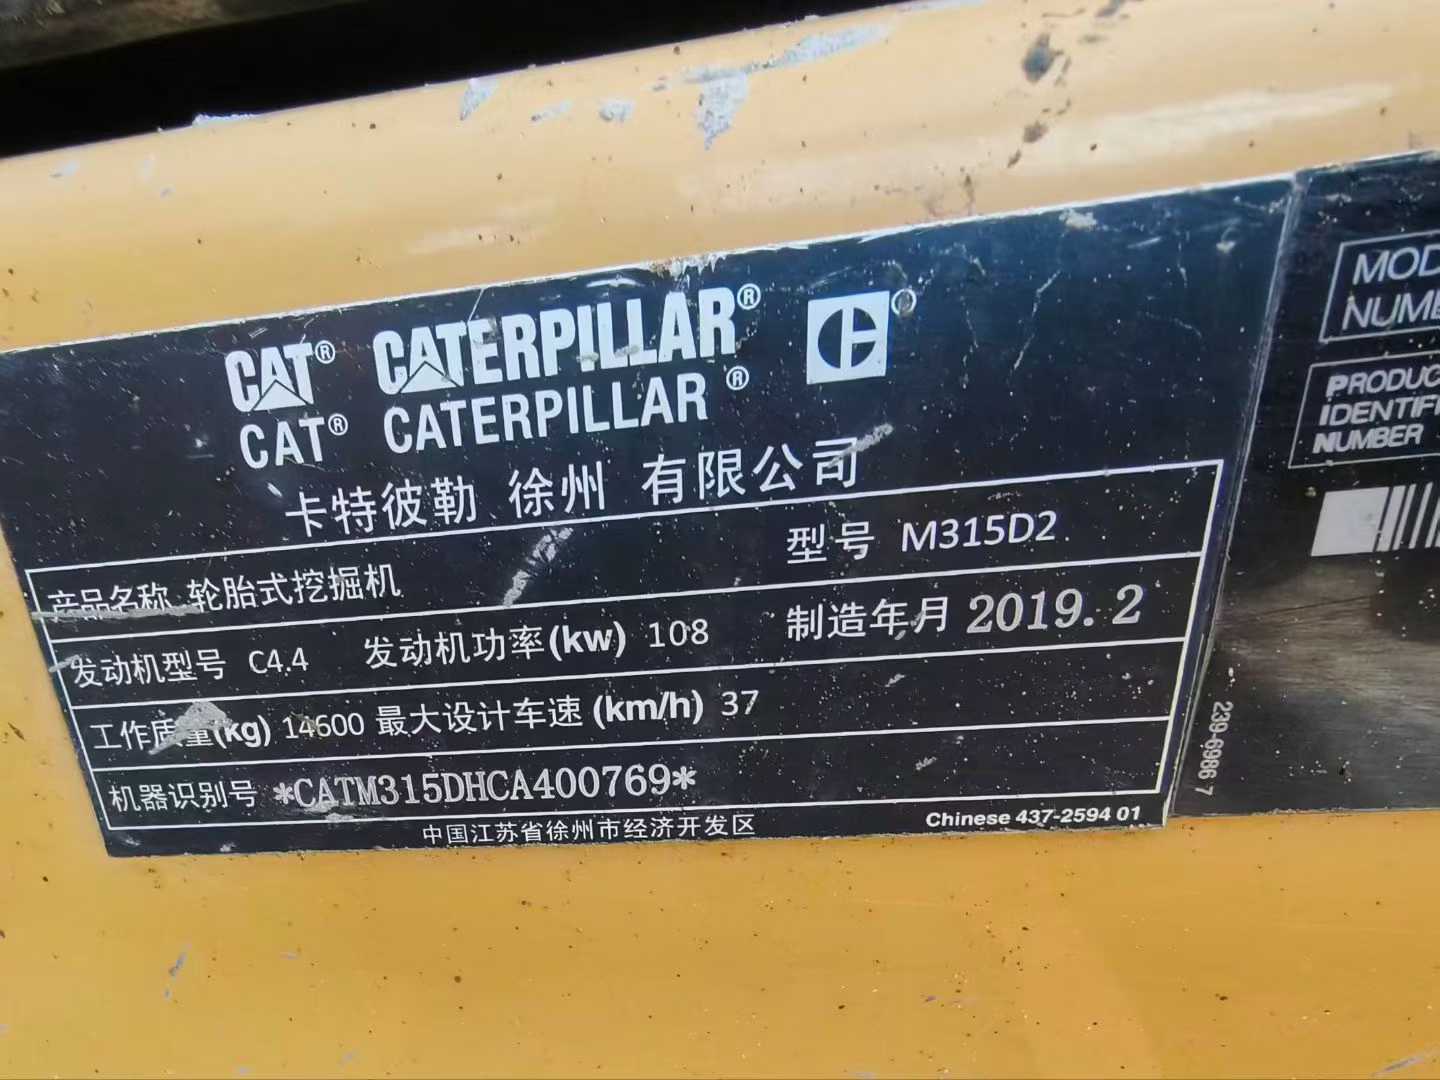 CAT® CATERPILLAR®
CAT® CATERPILLAR®
卡特彼勒 徐州 有限公司
产品名称 轮胎式挖掘机 型号 M315D2
发动机型号 C4.4 发动机功率(kw) 108 制造年月 2019.2
工作质量(kg) 14600 最大设计车速(km/h) 37
机器识别号 *CATM315DHCA400769*
中国江苏省徐州市经济开发区
Chinese 437-2594 01
239-6986 7
MOD
NUMBE
PRODUC
IDENTIFI
NUMBER